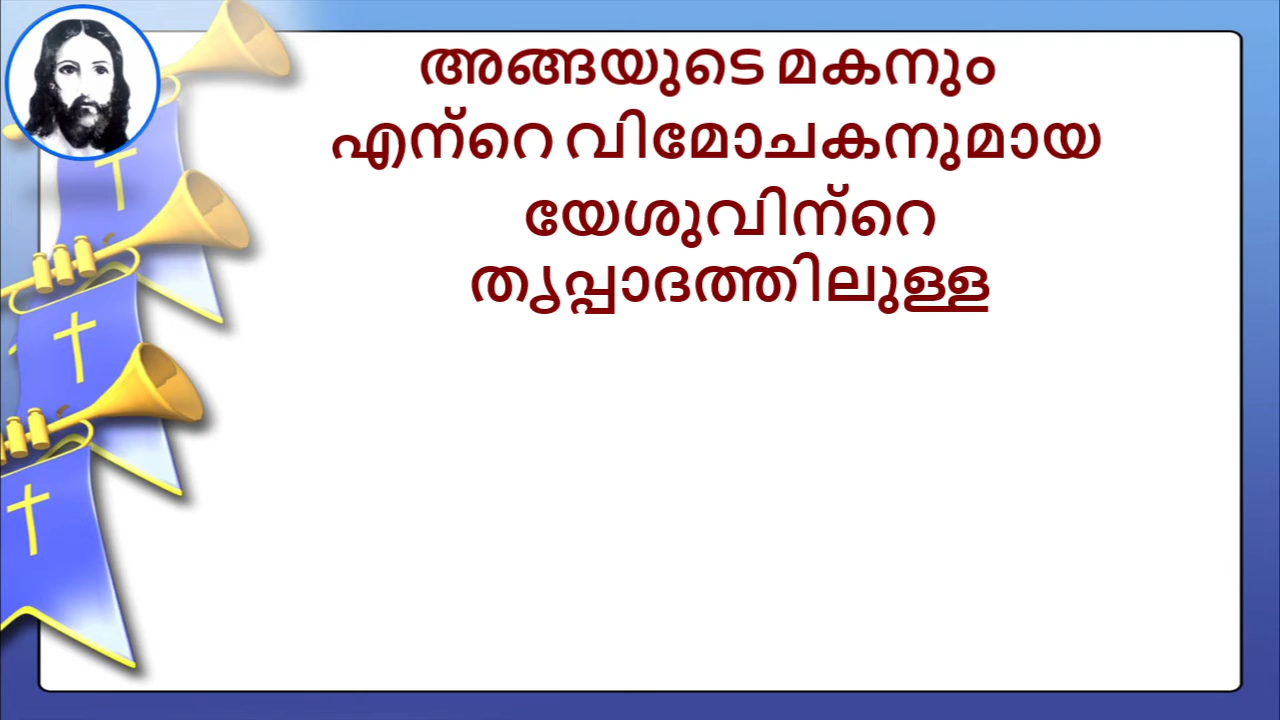 അങ്ങയുടെ മകനും
എന്റെ വിമോചകനുമായ
യേശുവിന്റെ
തൃപ്പാദത്തിലുള്ള